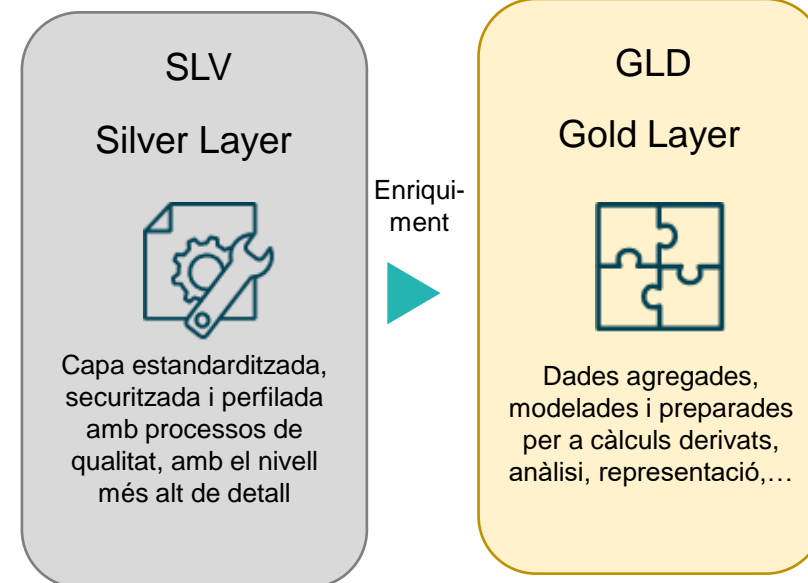 SLV
Silver Layer
Capa estandarditzada,
securitzada i perfilada
amb processos de
qualitat, amb el nivell
més alt de detall
Enriqui-
ment
GLD
Gold Layer
Dades agregades,
modelades i preparades
per a càlculs derivats,
anàlisi, representació,...